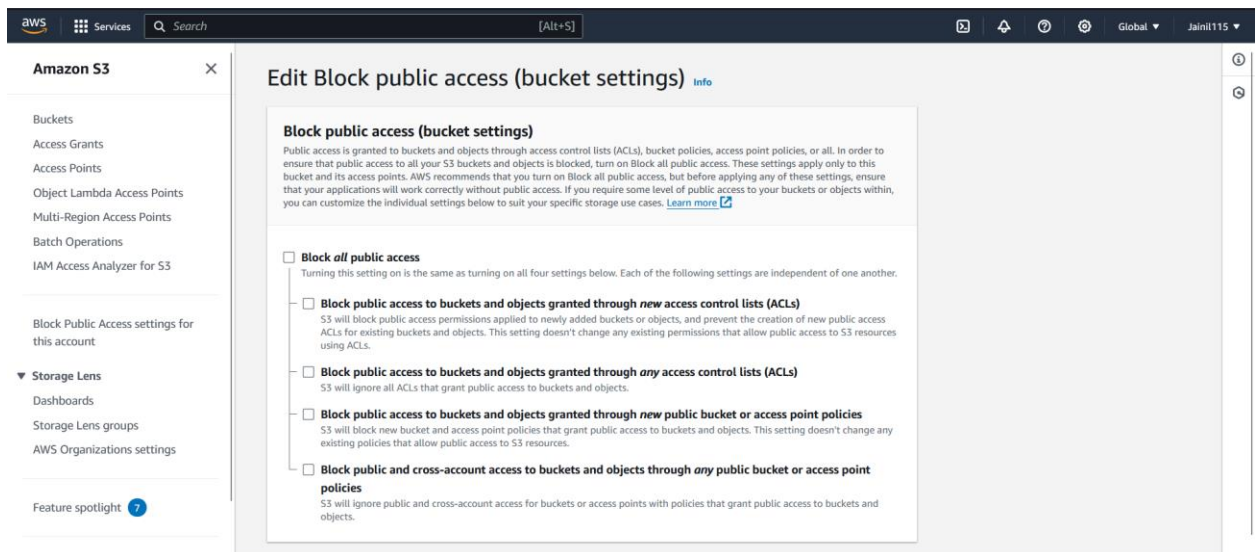 aws
Services
Search
[Alt+S]
Global
Jainil115
Amazon S3
Buckets
Access Grants
Access Points
Object Lambda Access Points
Multi-Region Access Points
Batch Operations
IAM Access Analyzer for S3
Block Public Access settings for
this account
Storage Lens
Dashboards
Storage Lens groups
AWS Organizations settings
Feature spotlight 7
Edit Block public access (bucket settings) Info
Block public access (bucket settings)
Public access is granted to buckets and objects through access control lists (ACLs), bucket policies, access point policies, or all. In order to
ensure that public access to all your S3 buckets and objects is blocked, turn on Block all public access. These settings apply only to this
bucket and its access points. AWS recommends that you turn on Block all public access, but before applying any of these settings, ensure
that your applications will work correctly without public access. If you require some level of public access to your buckets or objects within,
you can customize the individual settings below to suit your specific storage use cases. Learn more
Block all public access
Turning this setting on is the same as turning on all four settings below. Each of the following settings are independent of one another.
Block public access to buckets and objects granted through new access control lists (ACLs)
S3 will block public access permissions applied to newly added buckets or objects, and prevent the creation of new public access
ACLs for existing buckets and objects. This setting doesn't change any existing permissions that allow public access to S3 resources
using ACLs.
Block public access to buckets and objects granted through any access control lists (ACLs)
S3 will ignore all ACLs that grant public access to buckets and objects.
Block public access to buckets and objects granted through new public bucket or access point policies
S3 will block new bucket and access point policies that grant public access to buckets and objects. This setting doesn't change any
existing policies that allow public access to S3 resources.
Block public and cross-account access to buckets and objects through any public bucket or access point
policies
S3 will ignore public and cross-account access for buckets or access points with policies that grant public access to buckets and
objects.